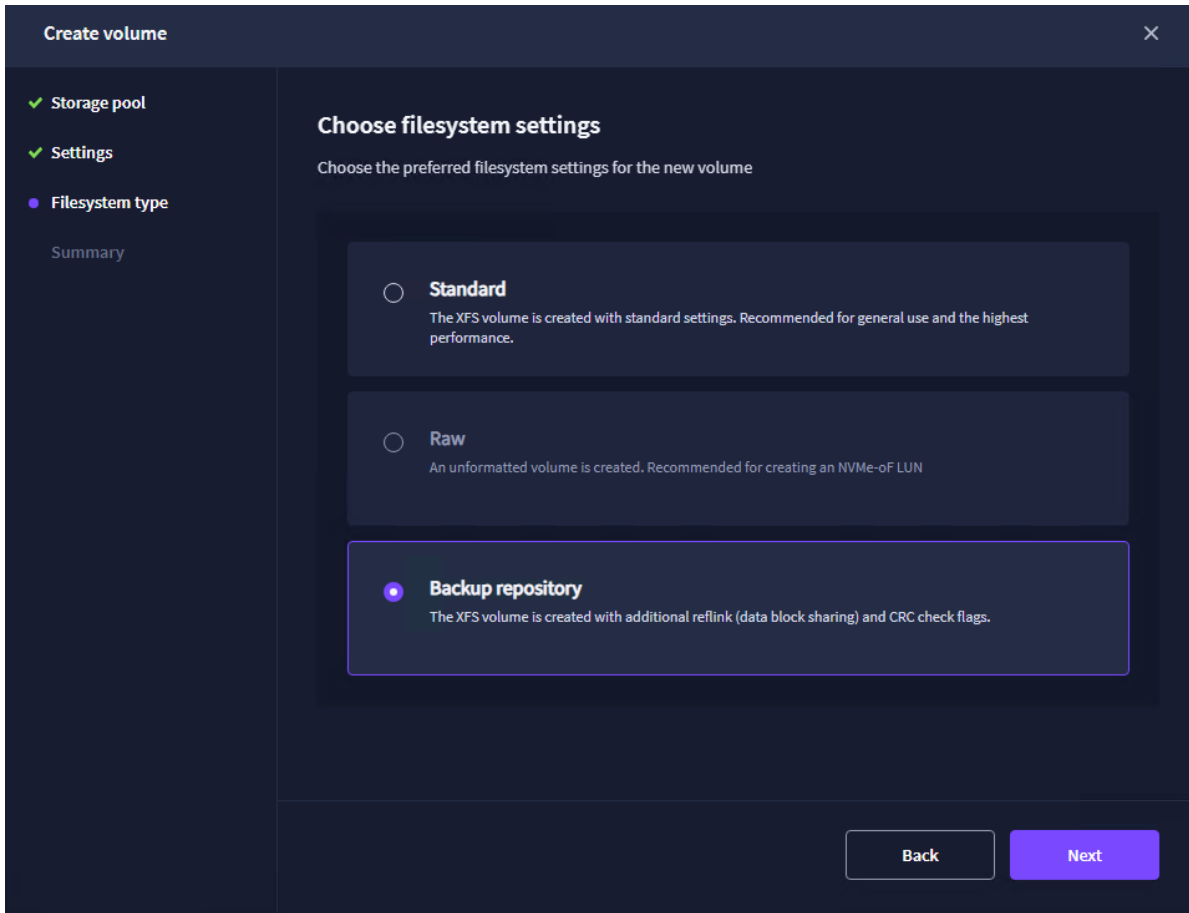 Create volume
Storage pool
Settings
Filesystem type
Summary
Choose filesystem settings
Choose the preferred filesystem settings for the new volume
Standard
The XFS volume is created with standard settings. Recommended for general use and the highest
performance.
Raw
An unformatted volume is created. Recommended for creating an NVMe-oF LUN
Backup repository
The XFS volume is created with additional reflink (data block sharing) and CRC check flags.
Back
Next